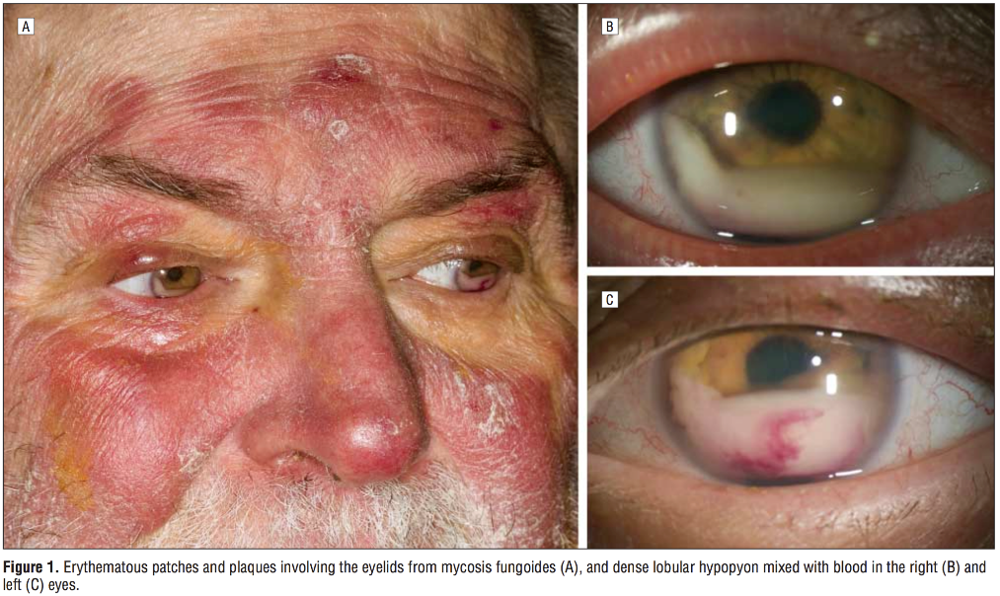 A
B
C
Figure 1. Erythematous patches and plaques involving the eyelids from mycosis fungoides (A), and dense lobular hypopyon mixed with blood in the right (B) and
left (C) eyes.